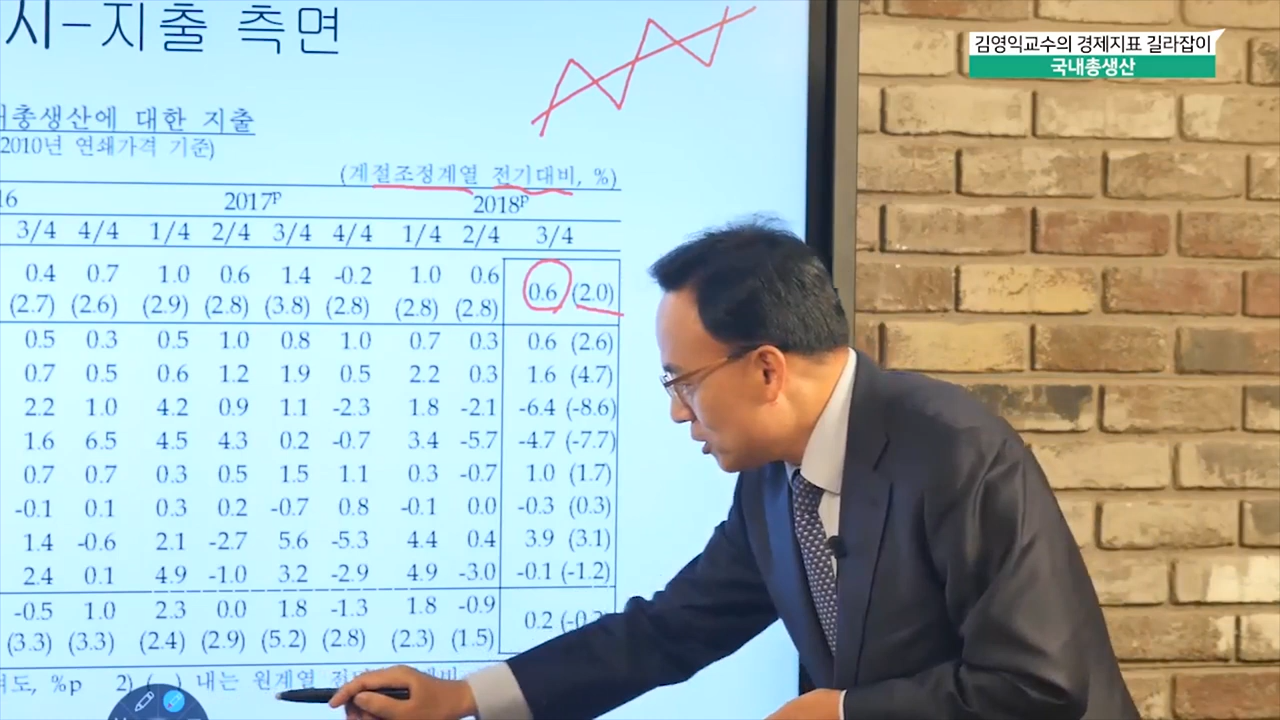 시-지출 측면
김영익교수의 경제지표 길라잡이
국내총생산
총생산에 대한 지출
2010년 연쇄가격 기준)
(계절조정계열 전기대비, %)
16 2017p 2018p
3/4 4/4 1/4 2/4 3/4 4/4 1/4 2/4 3/4
0.4 0.7 1.0 0.6 1.4 -0.2 1.0 0.6 0.6 (2.0)
(2.7) (2.6) (2.9) (2.8) (3.8) (2.8) (2.8) (2.8)
0.5 0.3 0.5 1.0 0.8 1.0 0.7 0.3 0.6 (2.6)
0.7 0.5 0.6 1.2 1.9 0.5 2.2 0.3 1.6 (4.7)
2.2 1.0 4.2 0.9 1.1 -2.3 1.8 -2.1 -6.4 (-8.6)
1.6 6.5 4.5 4.3 0.2 -0.7 3.4 -5.7 -4.7 (-7.7)
0.7 0.7 0.3 0.5 1.5 1.1 0.3 -0.7 1.0 (1.7)
-0.1 0.1 0.3 0.2 -0.7 0.8 -0.1 0.0 -0.3 (0.3)
1.4 -0.6 2.1 -2.7 5.6 -5.3 4.4 0.4 3.9 (3.1)
2.4 0.1 4.9 -1.0 3.2 -2.9 4.9 -3.0 -0.1 (-1.2)
-0.5 1.0 2.3 0.0 1.8 -1.3 1.8 -0.9 0.2
(3.3) (3.3) (2.4) (2.9) (5.2) (2.8) (2.3) (1.5)
도, %p 2) ( ) 내는 원계열